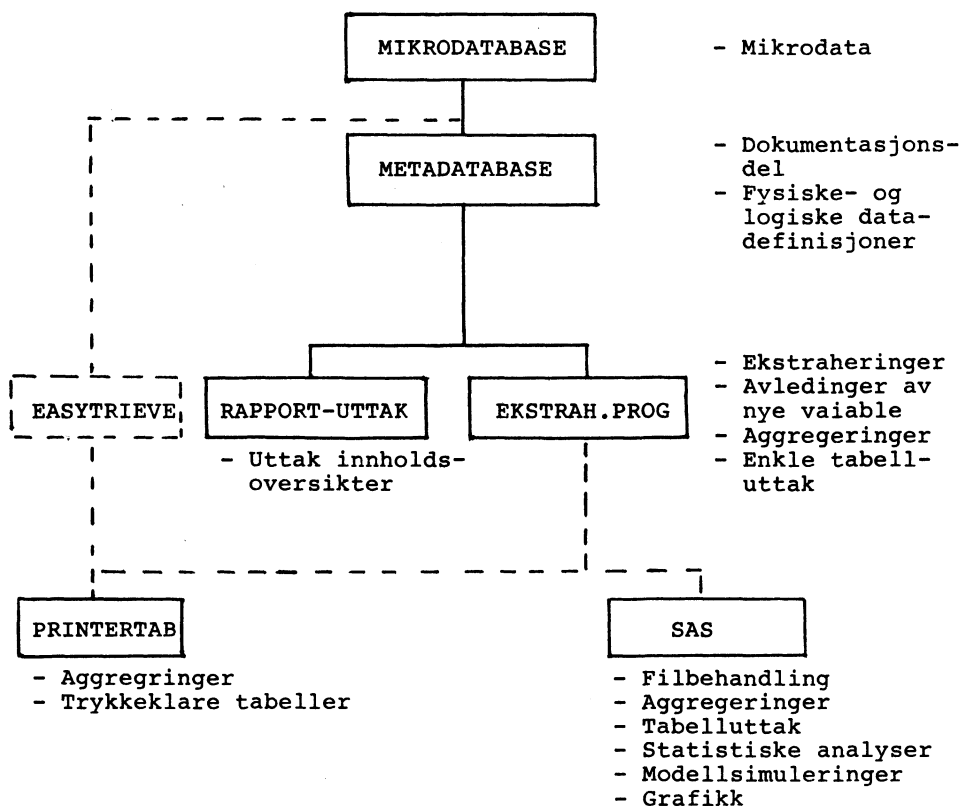 MIKRODATABASE
- Mikrodata
METADATABASE
- Dokumentasjons-
del
- Fysiske- og
logiske data-
definisjoner
EASYTRIEVE
RAPPORT-UTTAK
EKSTRAH.PROG
- Ekstraheringer
- Avledinger av
nye vaiable
- Aggregeringer
- Enkle tabell-
uttak
- Uttak innholds-
oversikter
PRINTERTAB
- Aggregringer
- Trykkeklare tabeller
SAS
- Filbehandling
- Aggregeringer
- Tabelluttak
- Statistiske analyser
- Modellsimuleringer
- Grafikk